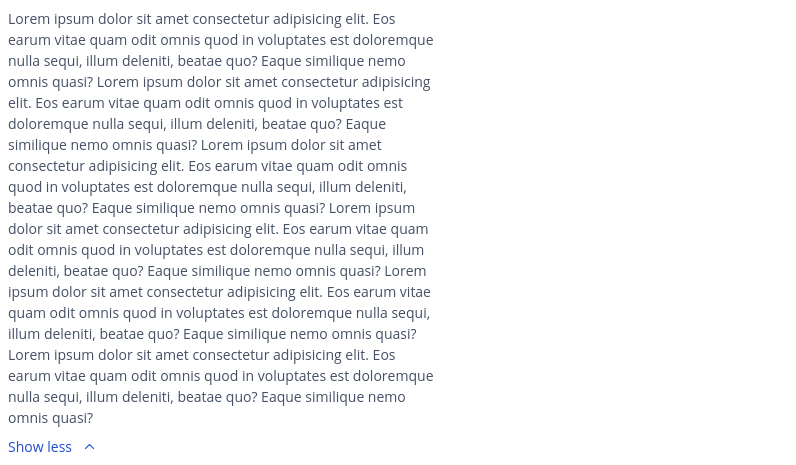 Lorem ipsum dolor sit amet consectetur adipisicing elit. Eos
earum vitae quam odit omnis quod in voluptates est doloremque
nulla sequi, illum deleniti, beatae quo? Eaque similique nemo
omnis quasi? Lorem ipsum dolor sit amet consectetur adipisicing
elit. Eos earum vitae quam odit omnis quod in voluptates est
doloremque nulla sequi, illum deleniti, beatae quo? Eaque
similique nemo omnis quasi? Lorem ipsum dolor sit amet
consectetur adipisicing elit. Eos earum vitae quam odit omnis
quod in voluptates est doloremque nulla sequi, illum deleniti,
beatae quo? Eaque similique nemo omnis quasi? Lorem ipsum
dolor sit amet consectetur adipisicing elit. Eos earum vitae quam
odit omnis quod in voluptates est doloremque nulla sequi, illum
deleniti, beatae quo? Eaque similique nemo omnis quasi? Lorem
ipsum dolor sit amet consectetur adipisicing elit. Eos earum vitae
quam odit omnis quod in voluptates est doloremque nulla sequi,
illum deleniti, beatae quo? Eaque similique nemo omnis quasi?
Lorem ipsum dolor sit amet consectetur adipisicing elit. Eos
earum vitae quam odit omnis quod in voluptates est doloremque
nulla sequi, illum deleniti, beatae quo? Eaque similique nemo
omnis quasi?
Show less